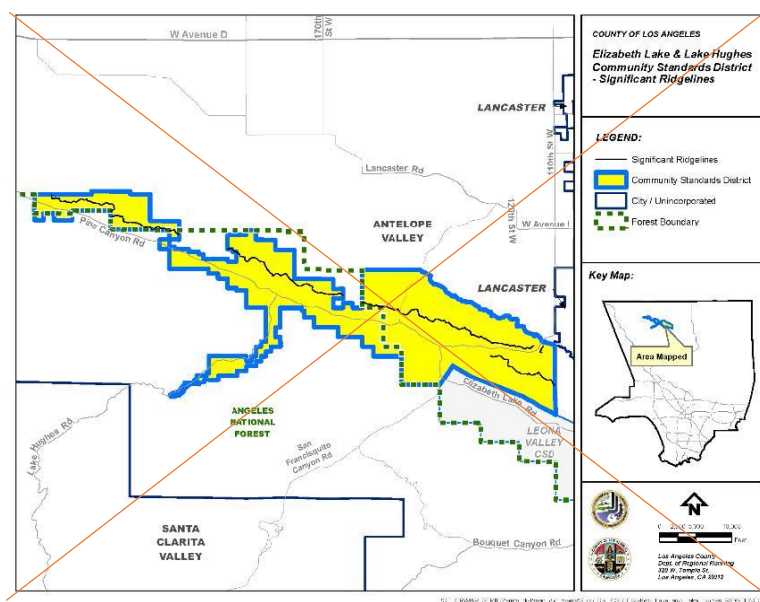 COUNTY OF LOS ANGELES
Elizabeth Lake & Lake Hughes
Community Standards District
- Significant Ridgelines
LEGEND:
Significant Ridgelines
Community Standards District
City / Unincorporated
Forest Boundary
Key Map:
Area Mapped
N
0
10,000
Feet
Los Angeles County
Dept. of Regional Planning
320 W. Temple St.
Los Angeles, CA 90012
W Avenue D
170th
St W
LANCASTER
110th St W
Lancaster Rd
120th St W
W Avenue I
ANTELOPE
VALLEY
Pine Canyon Rd
LANCASTER
Elizabeth Lake Rd
ANGELES
NATIONAL
FOREST
LEONA
VALLEY
CSD
Lake Hughes Rd
San
Francisquito
Canyon Rd
SANTA
CLARITA
VALLEY
Bouquet Canyon Rd